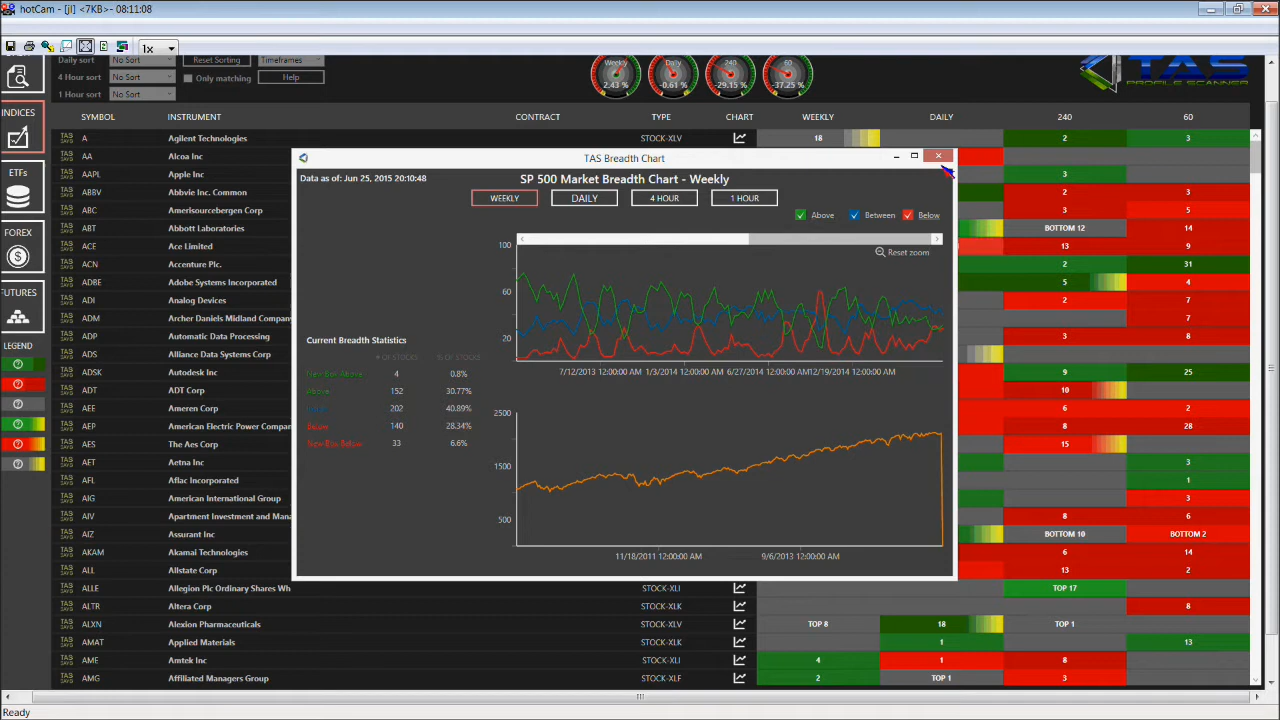 hotCam - [jl] <7KB> - 08:11:08
1x
Daily sort No Sort Reset Sorting Timeframes
4 Hour sort No Sort Only matching Help
1 Hour sort No Sort
Weekly 2.43 %
Daily -0.61 %
240 -29.15 %
60 -37.25 %
TAS
PROFILE SCANNER
INDICES
ETFs
FOREX
FUTURES
LEGEND
SYMBOL INSTRUMENT CONTRACT TYPE CHART WEEKLY DAILY 240 60
A Agilent Technologies STOCK-XLV 18 2 3
AA Alcoa Inc
AAPL Apple Inc 3
ABBV Abbvie Inc. Common 2 3
ABC Amerisourcebergen Corp 3 5
ABT Abbott Laboratories BOTTOM 12 14
ACE Ace Limited 13 9
ACN Accenture Plc. 2 31
ADBE Adobe Systems Incorporated 5 4
ADI Analog Devices 2 7
ADM Archer Daniels Midland Company 7
ADP Automatic Data Processing 3 8
ADS Alliance Data Systems Corp
ADSK Autodesk Inc 9 25
ADT ADT Corp 10
AEE Ameren Corp 6 2
AEP American Electric Power Company 8 28
AES The Aes Corp 15
AET Aetna Inc 3
AFL Aflac Incorporated 1
AIG American International Group 3
AIV Apartment Investment and Mana 8 6
AIZ Assurant Inc BOTTOM 10 BOTTOM 2
AKAM Akamai Technologies 6 14
ALL Allstate Corp 13 2
ALLE Allegion Plc Ordinary Shares Wh STOCK-XLI TOP 17
ALTR Altera Corp STOCK-XLK 8
ALXN Alexion Pharmaceuticals STOCK-XLV TOP 8 18 TOP 1
AMAT Applied Materials STOCK-XLK 1 13
AME Amtek Inc STOCK-XLI 4 1 8
AMG Affiliated Managers Group STOCK-XLF 2 TOP 1 3
TAS Breadth Chart
Data as of: Jun 25, 2015 20:10:48
SP 500 Market Breadth Chart - Weekly
WEEKLY DAILY 4 HOUR 1 HOUR
Above Between Below
Reset zoom
100
60
20
7/12/2013 12:00:00 AM 1/3/2014 12:00:00 AM 6/27/2014 12:00:00 AM 12/19/2014 12:00:00 AM
Current Breadth Statistics
# OF STOCKS % OF STOCKS
New Box Above 4 0.8%
Above 152 30.77%
202 40.89%
Below 140 28.34%
New Box Below 33 6.6%
2500
1500
500
11/18/2011 12:00:00 AM 9/6/2013 12:00:00 AM
Ready